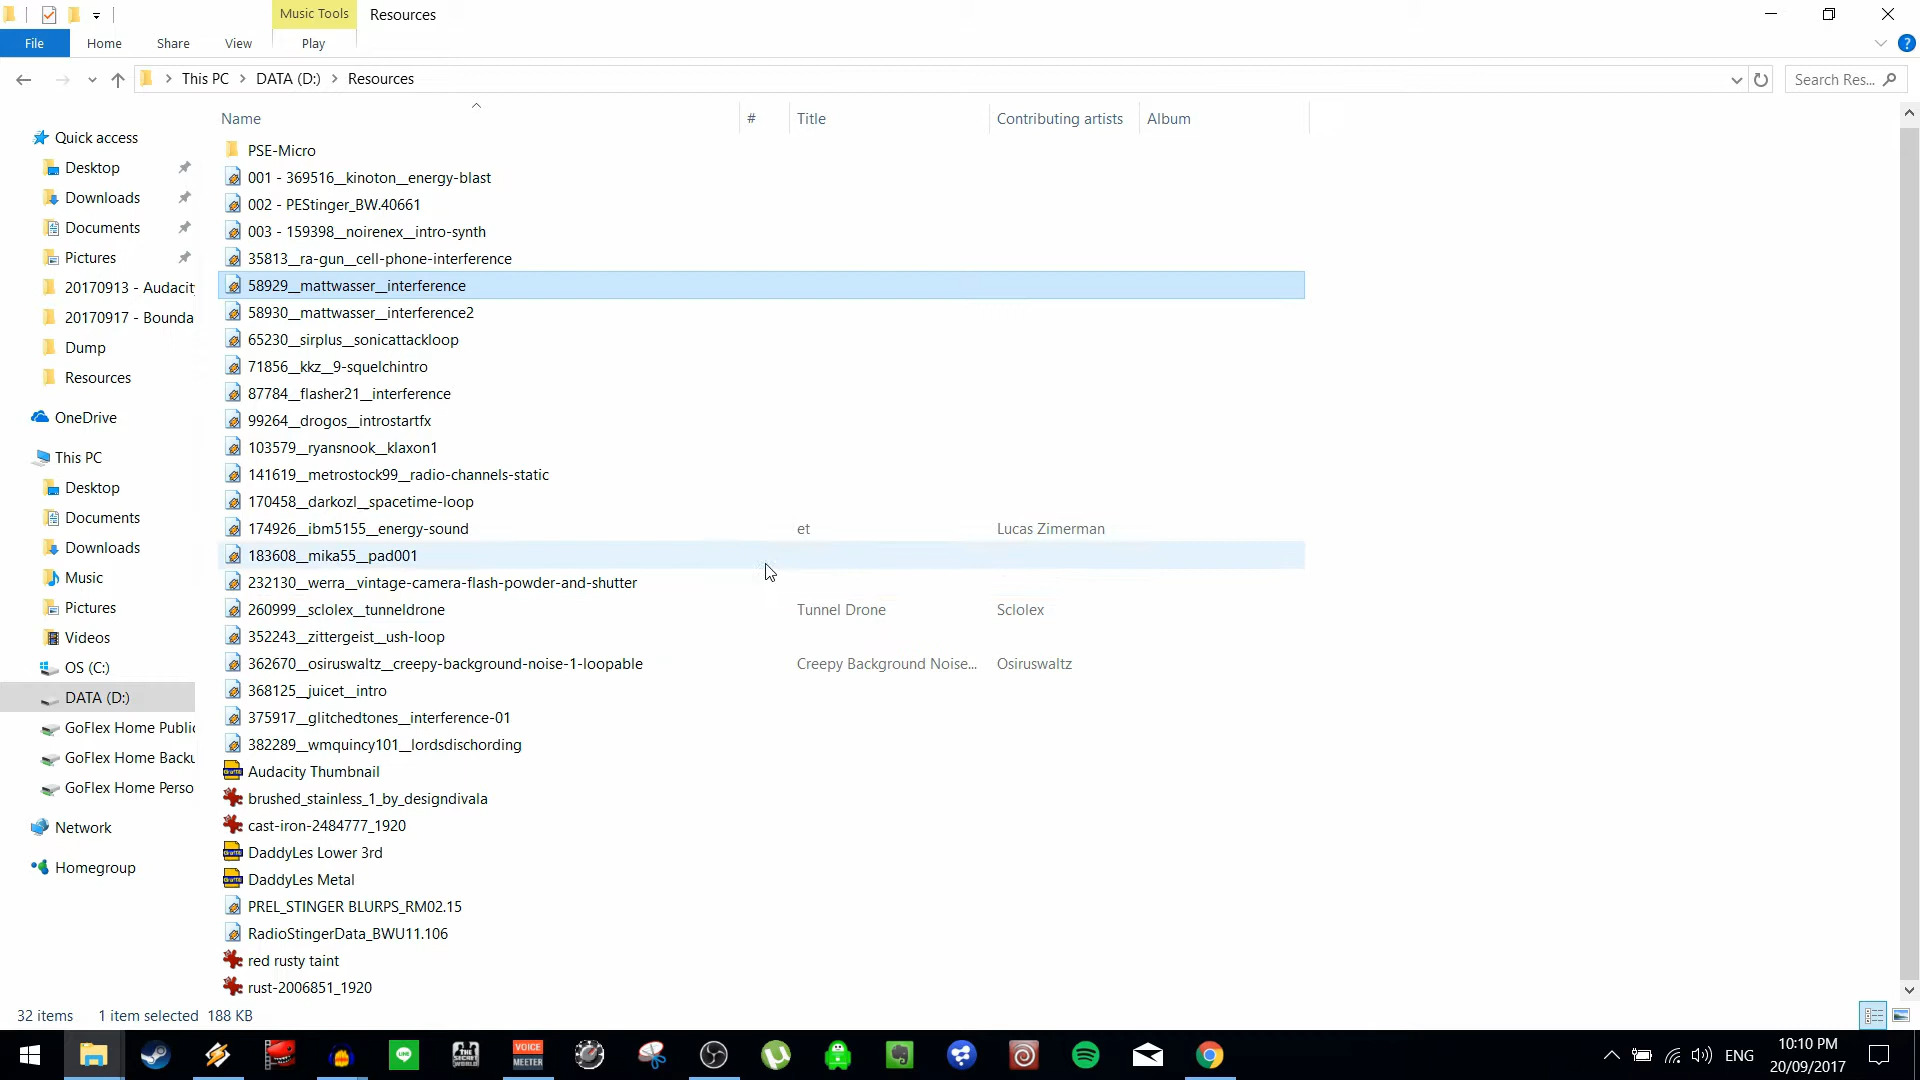 Music Tools
Resources
File
Home
Share
View
Play
This PC
DATA (D:)
Resources
Search Res...
Name
#
Title
Contributing artists
Album
Quick access
Desktop
Downloads
Documents
Pictures
20170913 - Audacit
20170917 - Bounda
Dump
Resources
OneDrive
This PC
Desktop
Documents
Downloads
Music
Pictures
Videos
OS (C:)
DATA (D:)
GoFlex Home Public
GoFlex Home Backu
GoFlex Home Perso
Network
Homegroup
PSE-Micro
001 - 369516__kinoton__energy-blast
002 - PEStinger_BW.40661
003 - 159398__noirenex__intro-synth
35813__ra-gun__cell-phone-interference
58929__mattwasser__interference
58930__mattwasser__interference2
65230__sirplus__sonicattackloop
71856__kkz__9-squelchintro
87784__flasher21__interference
99264__drogos__introstartfx
103579__ryansnook__klaxon1
141619__metrostock99__radio-channels-static
170458__darkozl__spacetime-loop
174926__ibm5155__energy-sound et Lucas Zimerman
183608__mika55__pad001
232130__werra__vintage-camera-flash-powder-and-shutter
260999__sclolex__tunneldrone Tunnel Drone Sclolex
352243__zittergeist__ush-loop
362670__osiruswaltz__creepy-background-noise-1-loopable Creepy Background Noise... Osiruswaltz
368125__juicet__intro
375917__glitchedtones__interference-01
382289__wmquincy101__lordsdischording
Audacity Thumbnail
brushed_stainless_1_by_designdivala
cast-iron-2484777_1920
DaddyLes Lower 3rd
DaddyLes Metal
PREL_STINGER BLURPS_RM02.15
RadioStingerData_BWU11.106
red rusty taint
rust-2006851_1920
32 items
1 item selected 188 KB
LINE
THE SECRET WORLD
VOICE MEETER
ENG
10:10 PM
20/09/2017